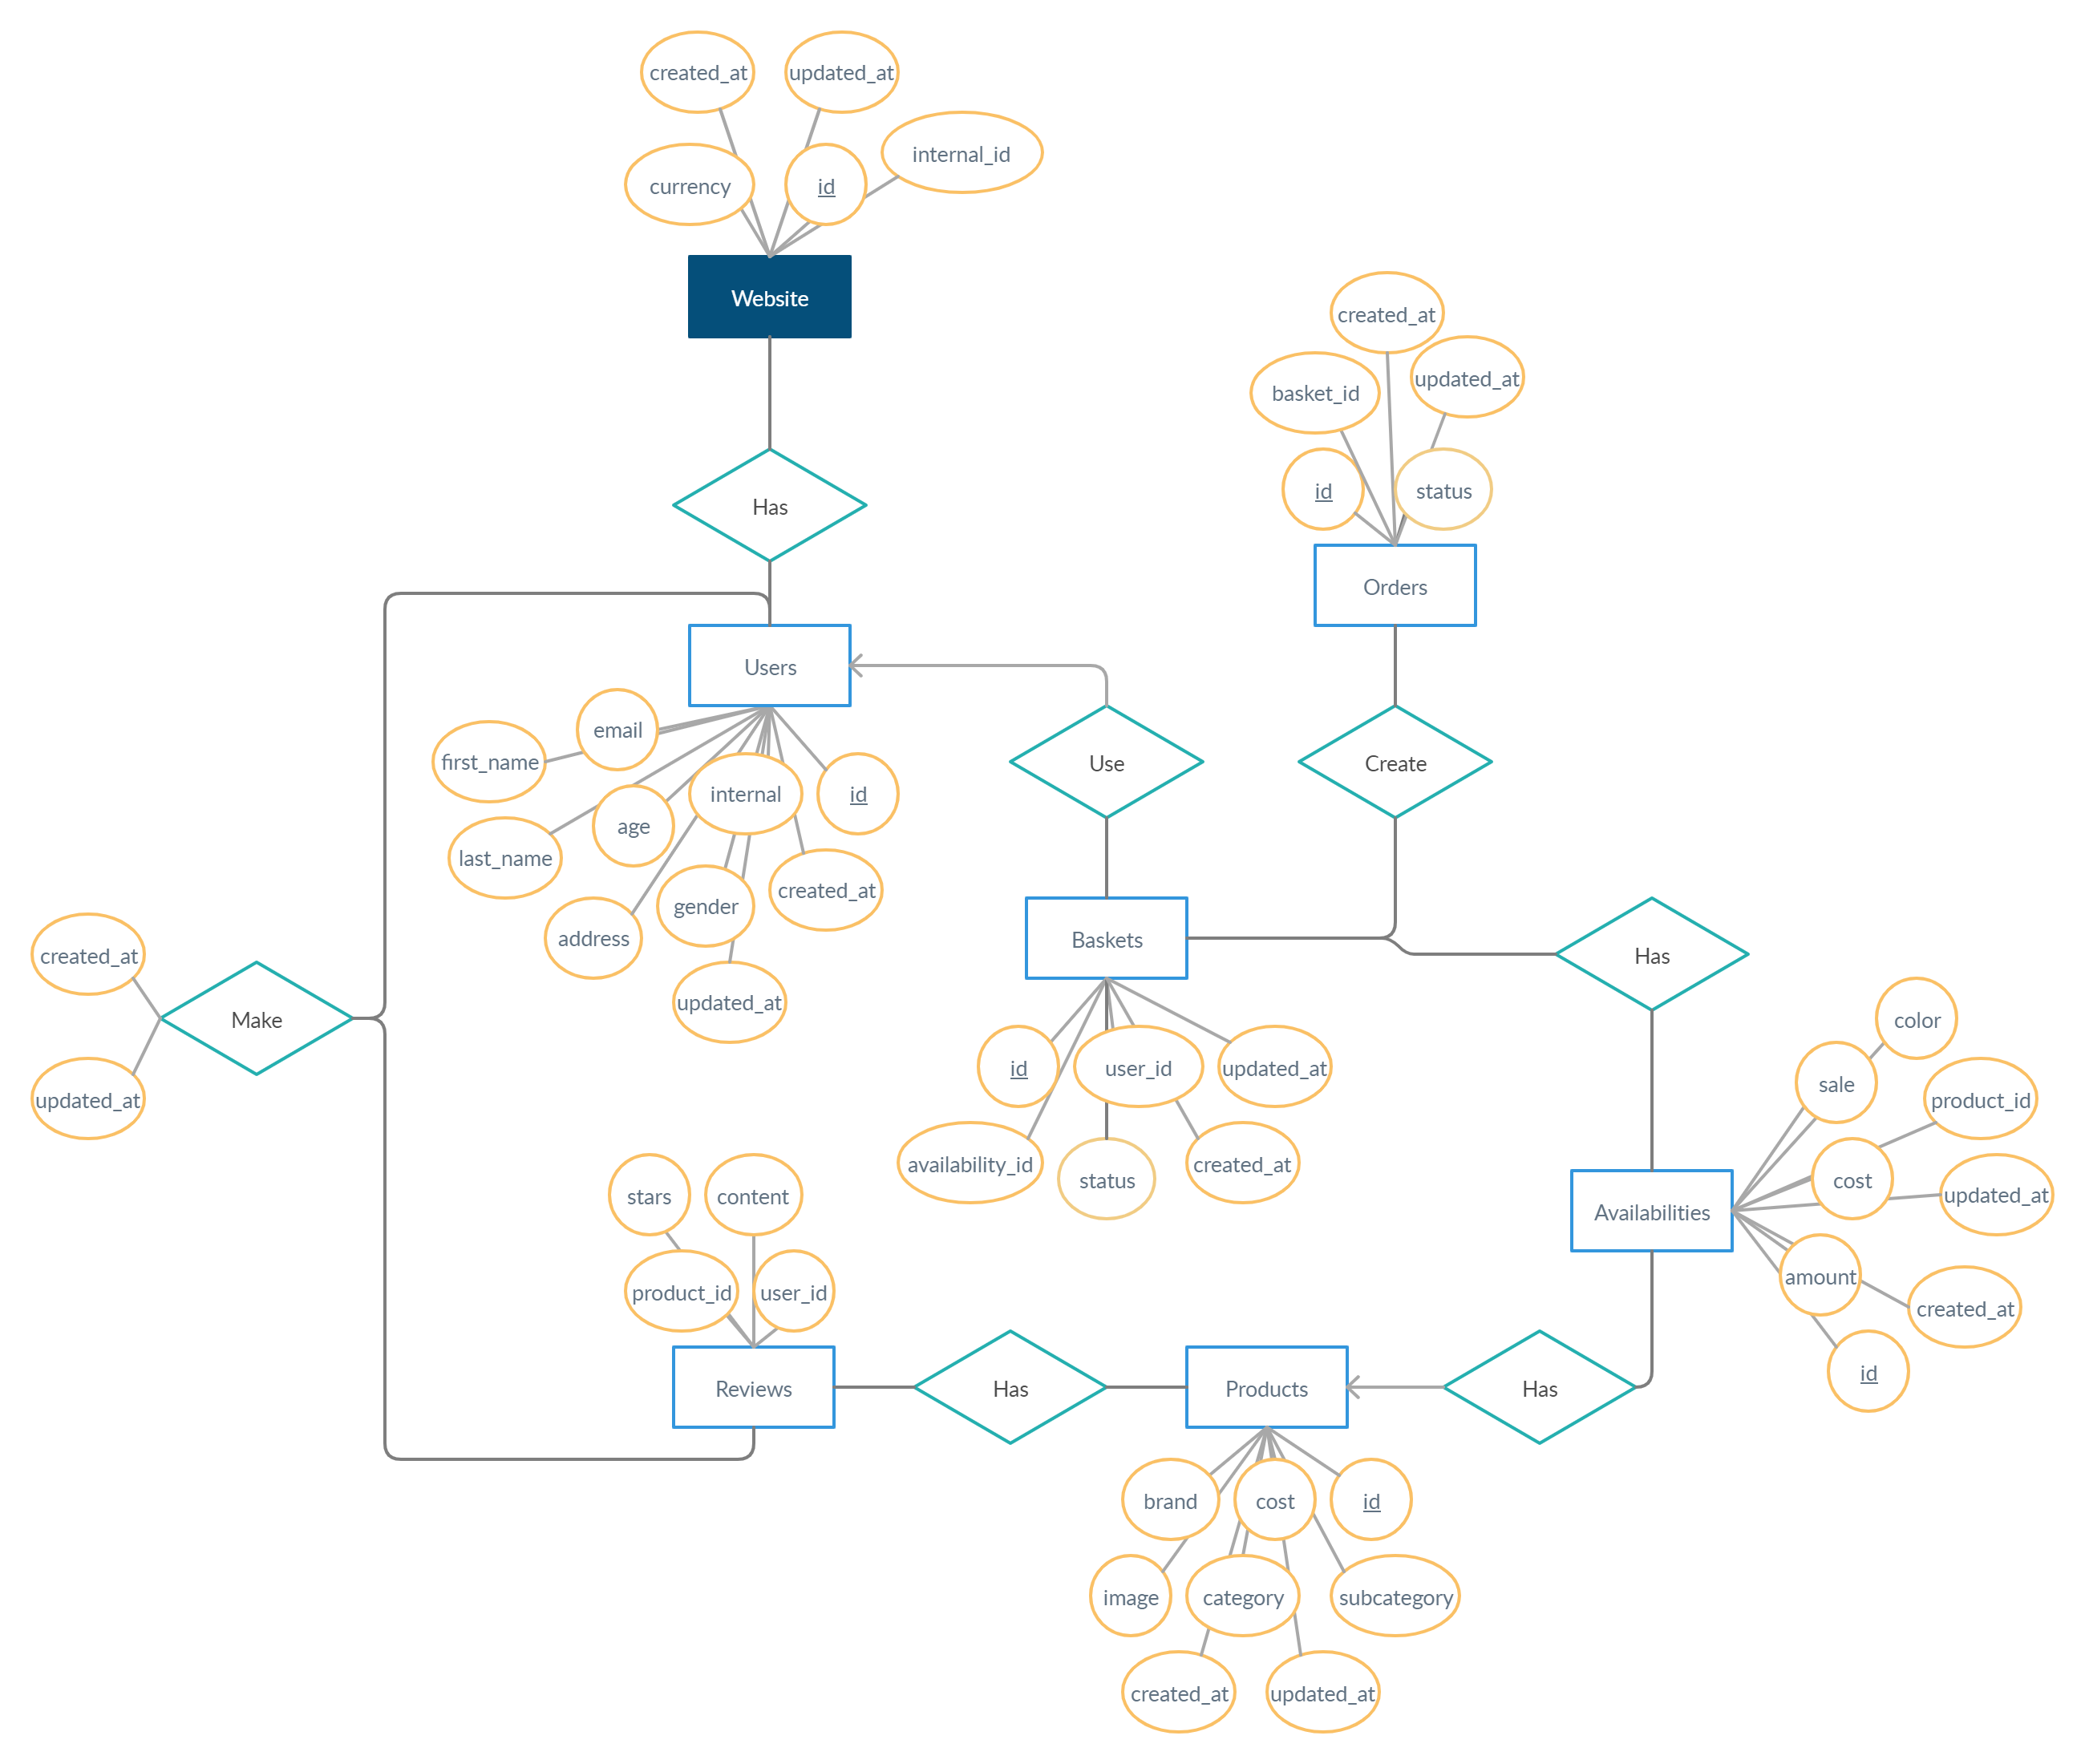 created_at
updated_at
internal_id
currency
id
Website
created_at
updated_at
basket_id
id
status
Has
Orders
Users
email
first_name
internal
id
age
last_name
created_at
gender
address
updated_at
Use
Create
Baskets
Has
created_at
Make
updated_at
color
id
user_id
updated_at
sale
product_id
availability_id
status
created_at
cost
updated_at
stars
content
Availabilities
product_id
user_id
amount
created_at
id
Reviews
Has
Products
Has
brand
cost
id
image
category
subcategory
created_at
updated_at